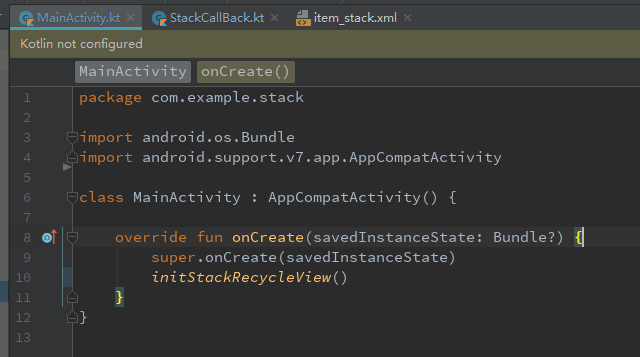 MainActivity.kt × StackCallBack.kt × item_stack.xml ×
Kotlin not configured
MainActivity onCreate()
1 package com.example.stack
2
3 import android.os.Bundle
4 import android.support.v7.app.AppCompatActivity
5
6 class MainActivity : AppCompatActivity() {
7
8 override fun onCreate(savedInstanceState: Bundle?) {
9 super.onCreate(savedInstanceState)
10 initStackRecycleView()
11 }
12 }
13